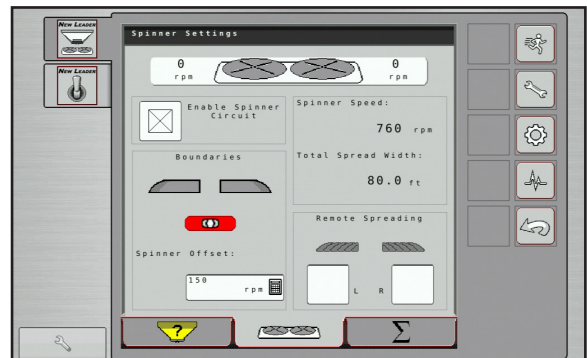 NEW LEADER
NEW LEADER
Spinner Settings
0
rpm
0
rpm
Enable Spinner
Circuit
Spinner Speed:
760 rpm
Total Spread Width:
80.0 ft
Boundaries
Spinner Offset:
150
rpm
Remote Spreading
L R
?
Σ